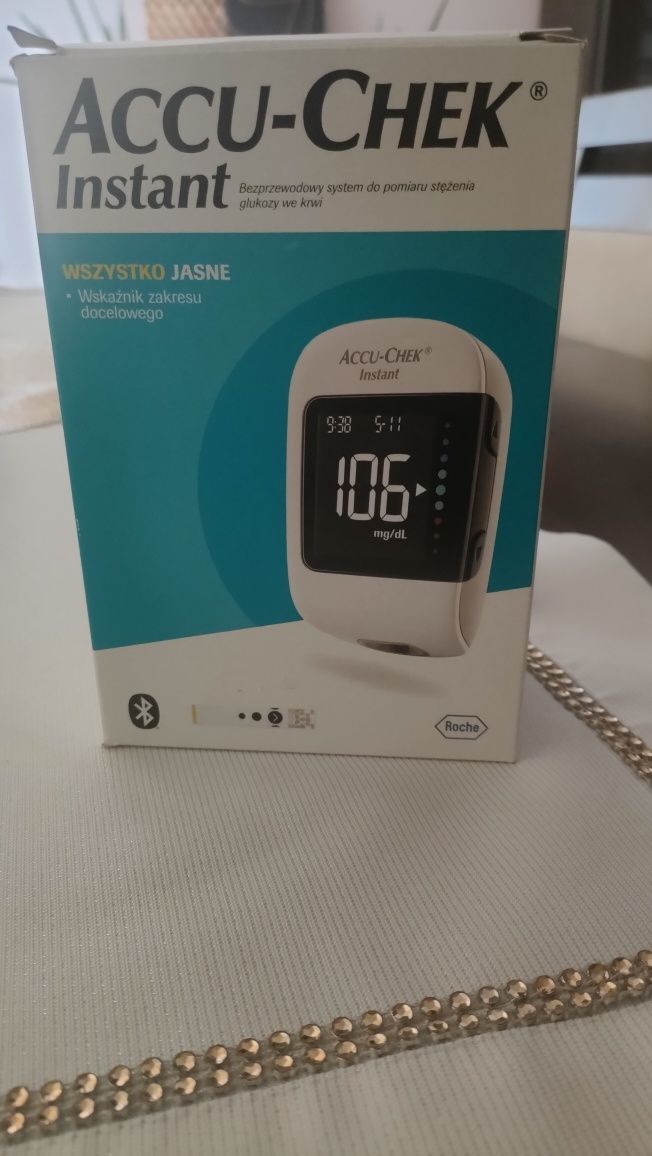 ACCU-CHEK®
Instant
Bezprzewodowy system do pomiaru stężenia
glukozy we krwi
WSZYSTKO JASNE
• Wskaźnik zakresu
docelowego
ACCU-CHEK®
Instant
9:38 5-11
106
mg/dL
Roche